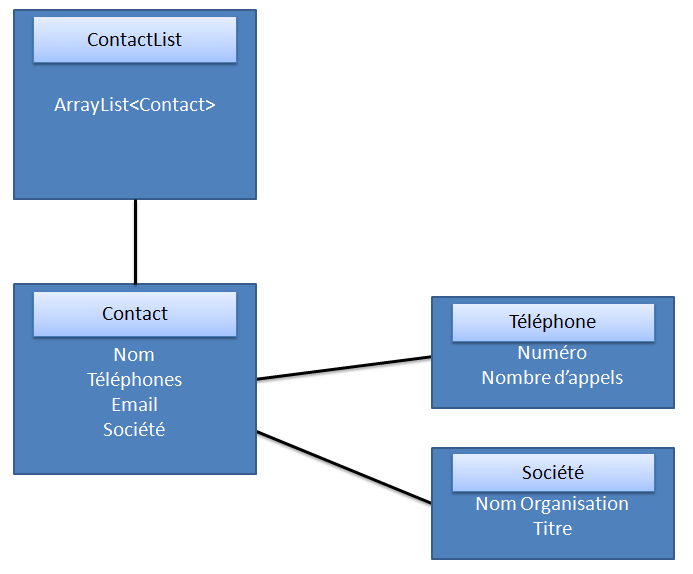 ContactList
ArrayList<Contact>
Contact
Nom
Téléphones
Email
Société
Téléphone
Numéro
Nombre d'appels
Société
Nom Organisation
Titre